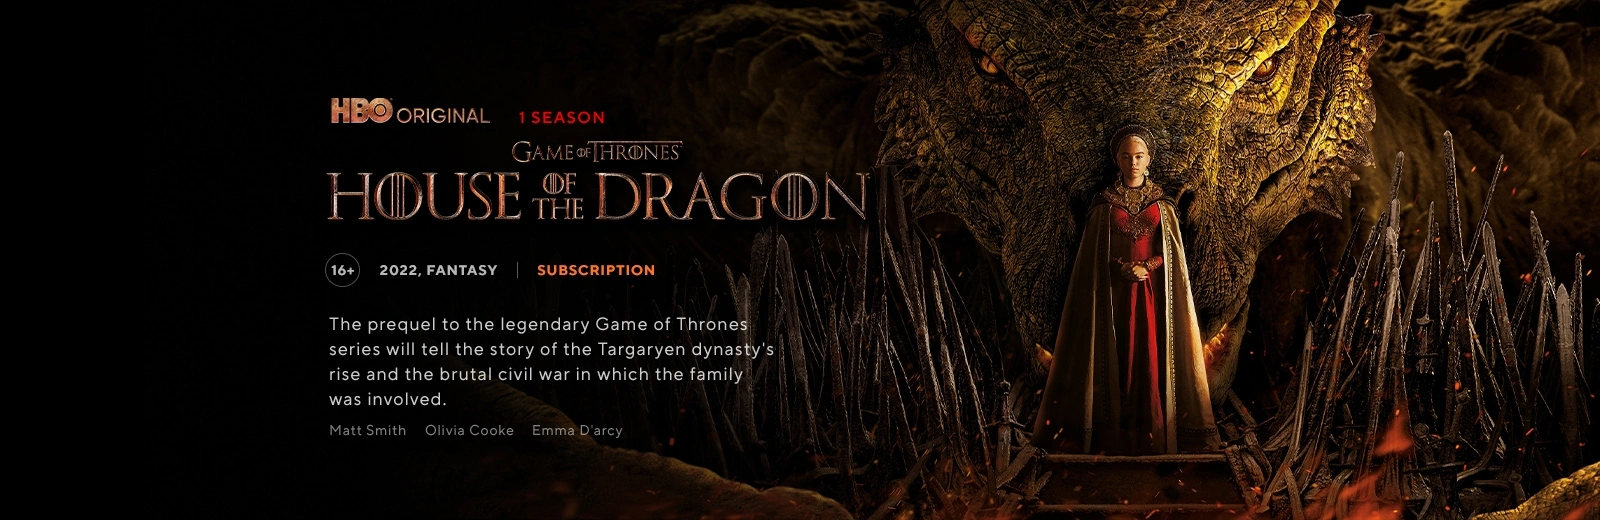 HBO ORIGINAL 1 SEASON
GAME OF THRONES
HOUSE OF THE DRAGON
16+ 2022, FANTASY SUBSCRIPTION
The prequel to the legendary Game of Thrones
series will tell the story of the Targaryen dynasty's
rise and the brutal civil war in which the family
was involved.
Matt Smith Olivia Cooke Emma D'arcy